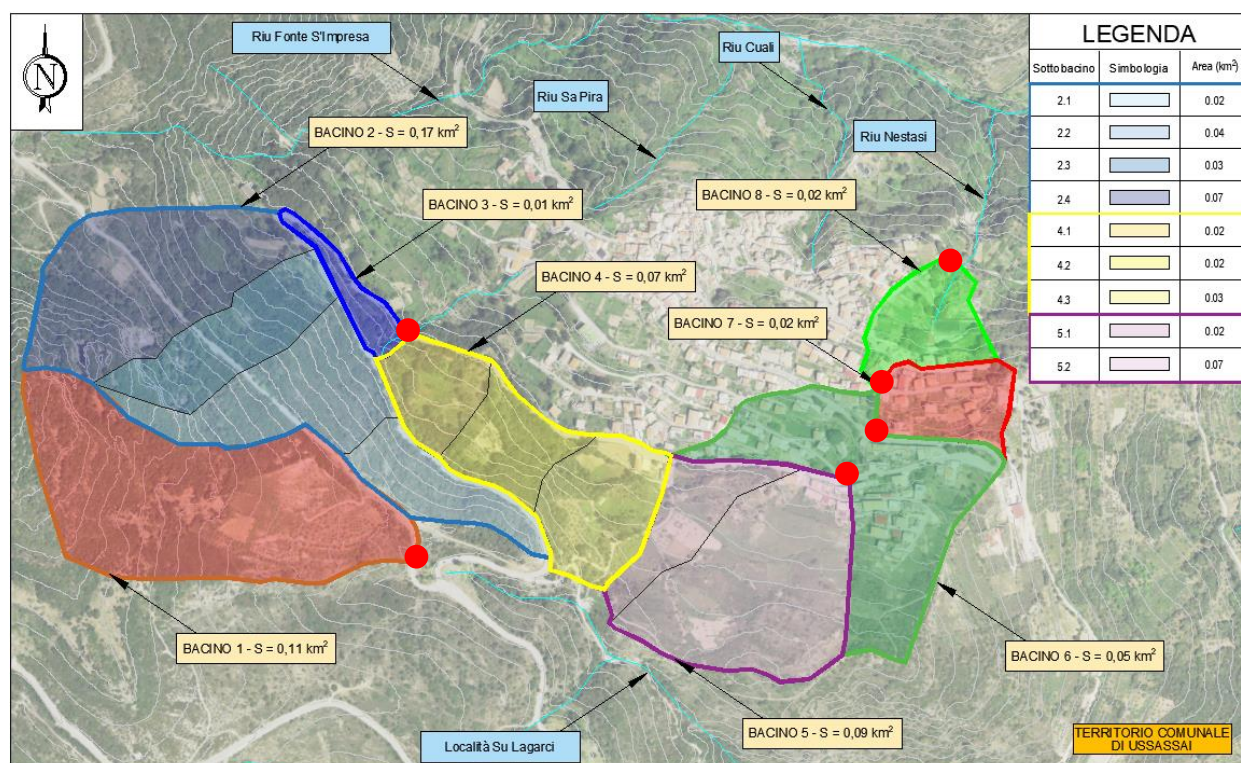 N
Riu Fonte S'Impresa
Riu Cuali
Riu Sa Pira
Riu Nestasi
BACINO 2 - S = 0,17 km²
BACINO 3 - S = 0,01 km²
BACINO 8 - S = 0,02 km²
BACINO 4 - S = 0,07 km²
BACINO 7 - S = 0,02 km²
BACINO 1 - S = 0,11 km²
BACINO 6 - S = 0,05 km²
BACINO 5 - S = 0,09 km²
Località Su Lagarci
LEGENDA
Sottobacino Simbologia Area (km²)
2.1 0.02
2.2 0.04
2.3 0.03
2.4 0.07
4.1 0.02
4.2 0.02
4.3 0.03
5.1 0.02
5.2 0.07
TERRITORIO COMUNALE
DI USSASSAI